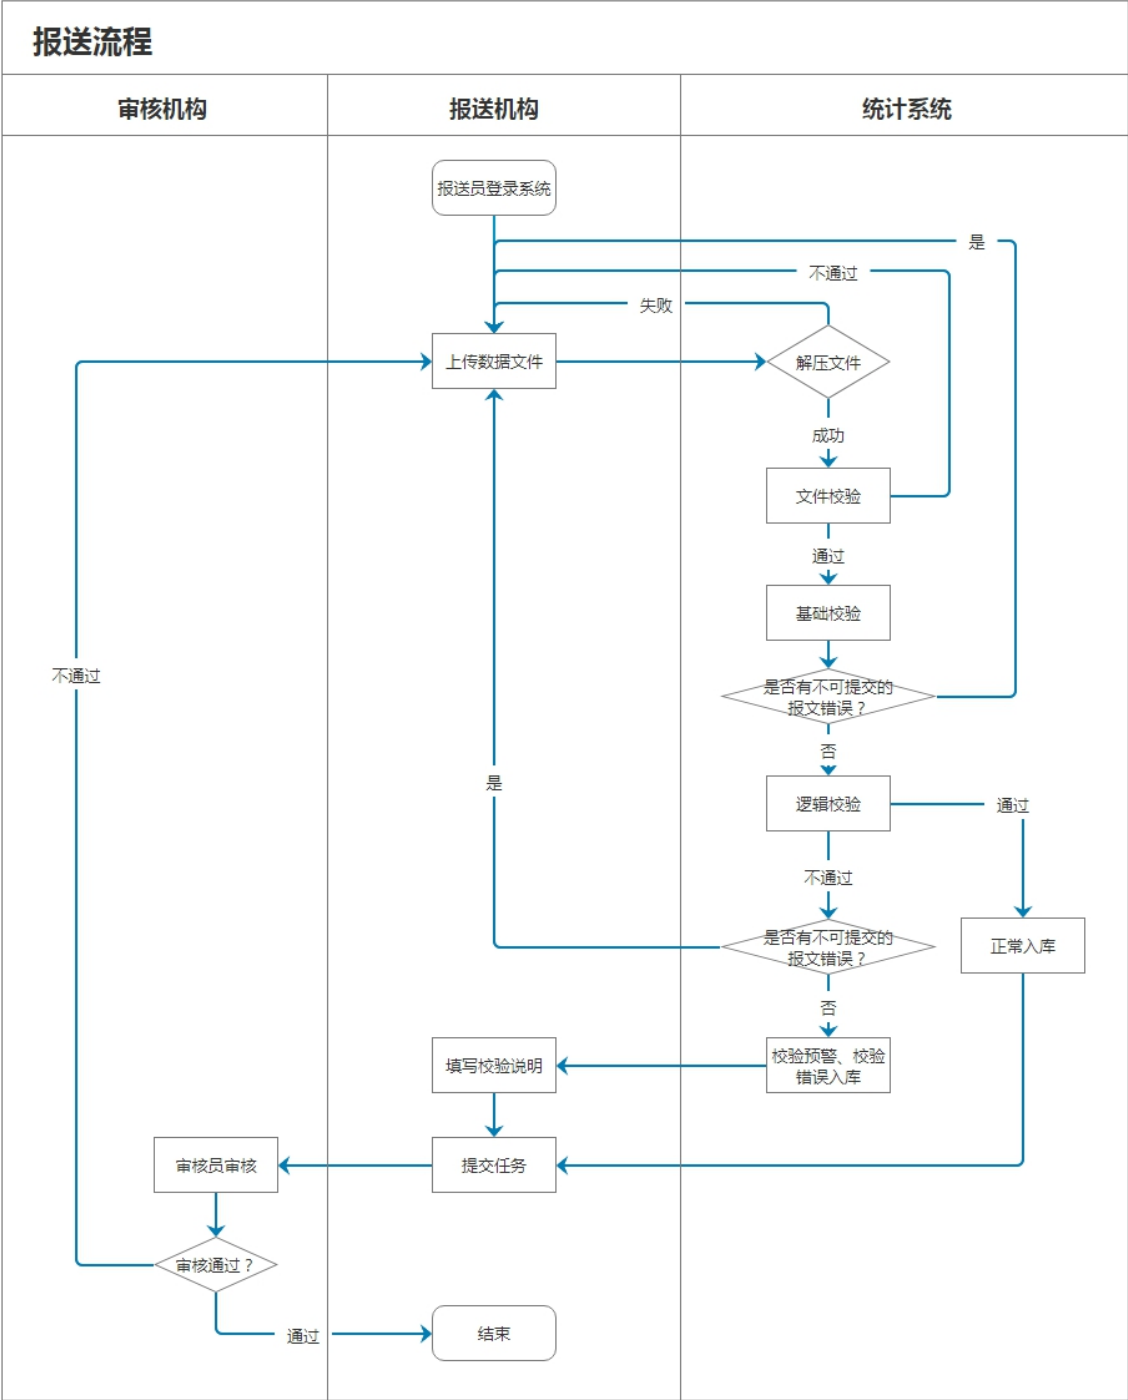 报送流程
审核机构
报送机构
统计系统
报送员登录系统
是
不通过
失败
上传数据文件
解压文件
成功
文件校验
通过
基础校验
不通过
是否有不可提交的
报文错误？
否
是
逻辑校验
通过
不通过
是否有不可提交的
报文错误？
正常入库
否
填写校验说明
校验预警、校验
错误入库
审核员审核
提交任务
审核通过？
通过
结束